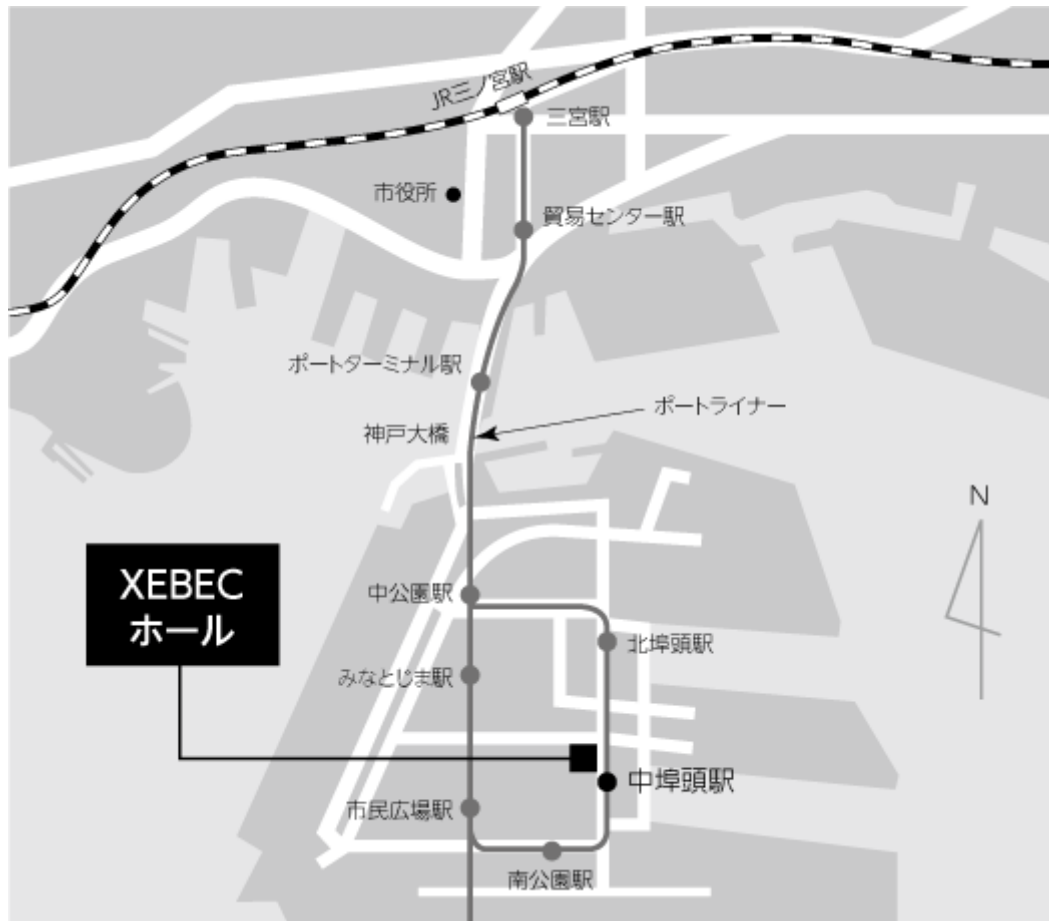 JR三ノ宮駅
三宮駅
市役所
貿易センター駅
ポートターミナル駅
ポートライナー
神戸大橋
N
XEBEC
ホール
中公園駅
北埠頭駅
みなとじま駅
中埠頭駅
市民広場駅
南公園駅